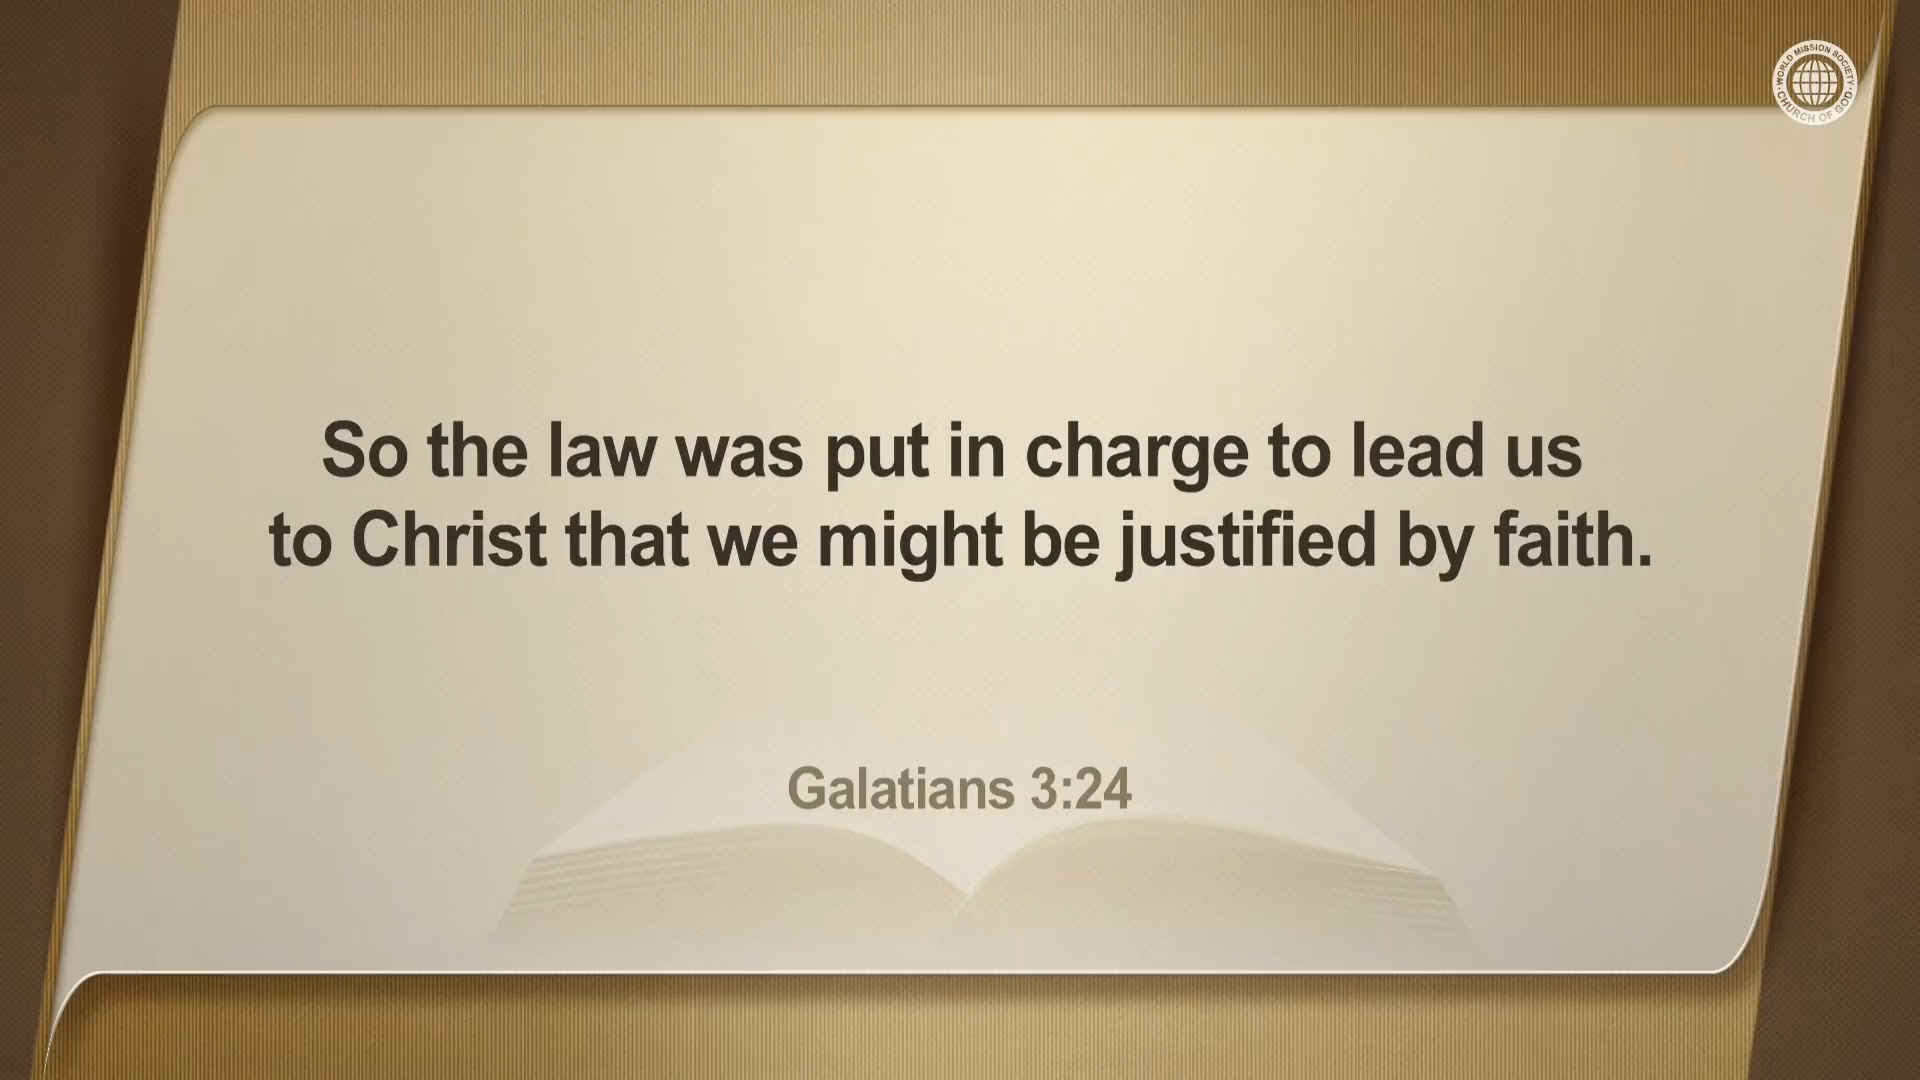 WORLD MISSION SOCIETY
CHURCH OF GOD
So the law was put in charge to lead us
to Christ that we might be justified by faith.
Galatians 3:24